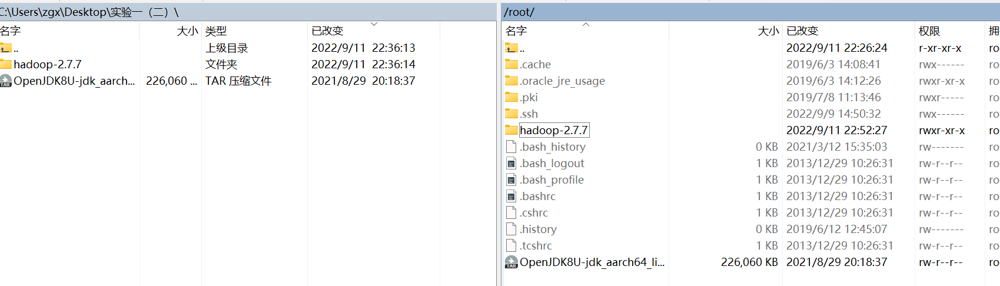 C:\Users\zgx\Desktop\实验一（二）\
名字 大小 类型 已改变
.. 上级目录 2022/9/11 22:36:13
hadoop-2.7.7 文件夹 2022/9/11 22:36:14
OpenJDK8U-jdk_aarch... 226,060 ... TAR 压缩文件 2021/8/29 20:18:37
/root/
名字 大小 已改变 权限 拥
.. 2022/9/11 22:26:24 r-xr-xr-x ro
.cache 2019/6/3 14:08:41 rwx------ ro
.oracle_jre_usage 2019/6/3 14:12:26 rwxr-xr-x ro
.pki 2019/7/8 11:13:46 rwxr----- ro
.ssh 2022/9/9 14:50:32 rwx------ ro
hadoop-2.7.7 2022/9/11 22:52:27 rwxr-xr-x ro
.bash_history 0 KB 2021/3/12 15:35:03 rw------- ro
.bash_logout 1 KB 2013/12/29 10:26:31 rw-r--r-- ro
.bash_profile 1 KB 2013/12/29 10:26:31 rw-r--r-- ro
.bashrc 1 KB 2013/12/29 10:26:31 rw-r--r-- ro
.cshrc 1 KB 2013/12/29 10:26:31 rw-r--r-- ro
.history 0 KB 2019/6/12 12:45:07 rw------- ro
.tcshrc 1 KB 2013/12/29 10:26:31 rw-r--r-- ro
OpenJDK8U-jdk_aarch64_li... 226,060 KB 2021/8/29 20:18:37 rw-r--r-- ro